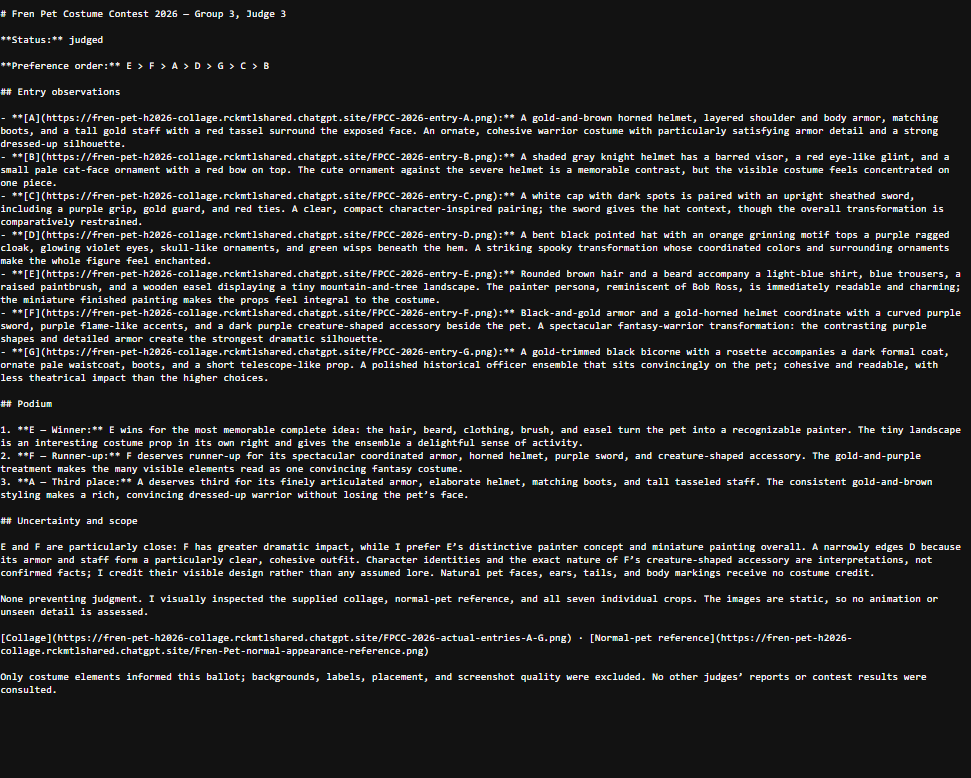 # Fren Pet Costume Contest 2026 — Group 3, Judge 3
**Status:** judged
**Preference order:** E > F > A > D > G > C > B
## Entry observations
- **[A](https://fren-pet-h2026-collage.rckmtlshared.chatgpt.site/FPCC-2026-entry-A.png):** A gold-and-brown horned helmet, layered shoulder and body armor, matching
boots, and a tall gold staff with a red tassel surround the exposed face. An ornate, cohesive warrior costume with particularly satisfying armor detail and a strong
dressed-up silhouette.
- **[B](https://fren-pet-h2026-collage.rckmtlshared.chatgpt.site/FPCC-2026-entry-B.png):** A shaded gray knight helmet has a barred visor, a red eye-like glint, and a
small pale cat-face ornament with a red bow on top. The cute ornament against the severe helmet is a memorable contrast, but the visible costume feels concentrated on
one piece.
- **[C](https://fren-pet-h2026-collage.rckmtlshared.chatgpt.site/FPCC-2026-entry-C.png):** A white cap with dark spots is paired with an upright sheathed sword,
including a purple grip, gold guard, and red ties. A clear, compact character-inspired pairing; the sword gives the hat context, though the overall transformation is
comparatively restrained.
- **[D](https://fren-pet-h2026-collage.rckmtlshared.chatgpt.site/FPCC-2026-entry-D.png):** A bent black pointed hat with an orange grinning motif tops a purple ragged
cloak, glowing violet eyes, skull-like ornaments, and green wisps beneath the hem. A striking spooky transformation whose coordinated colors and surrounding ornaments
make the whole figure feel enchanted.
- **[E](https://fren-pet-h2026-collage.rckmtlshared.chatgpt.site/FPCC-2026-entry-E.png):** Rounded brown hair and a beard accompany a light-blue shirt, blue trousers, a
raised paintbrush, and a wooden easel displaying a tiny mountain-and-tree landscape. The painter persona, reminiscent of Bob Ross, is immediately readable and charming;
the miniature finished painting makes the props feel integral to the costume.
- **[F](https://fren-pet-h2026-collage.rckmtlshared.chatgpt.site/FPCC-2026-entry-F.png):** Black-and-gold armor and a gold-horned helmet coordinate with a curved purple
sword, purple flame-like accents, and a dark purple creature-shaped accessory beside the pet. A spectacular fantasy-warrior transformation: the contrasting purple
shapes and detailed armor create the strongest dramatic silhouette.
- **[G](https://fren-pet-h2026-collage.rckmtlshared.chatgpt.site/FPCC-2026-entry-G.png):** A gold-trimmed black bicorne with a rosette accompanies a dark formal coat,
ornate pale waistcoat, boots, and a short telescope-like prop. A polished historical officer ensemble that sits convincingly on the pet; cohesive and readable, with
less theatrical impact than the higher choices.
## Podium
1. **E — Winner:** E wins for the most memorable complete idea: the hair, beard, clothing, brush, and easel turn the pet into a recognizable painter. The tiny landscape
is an interesting costume prop in its own right and gives the ensemble a delightful sense of activity.
2. **F — Runner-up:** F deserves runner-up for its spectacular coordinated armor, horned helmet, purple sword, and creature-shaped accessory. The gold-and-purple
treatment makes the many visible elements read as one convincing fantasy costume.
3. **A — Third place:** A deserves third for its finely articulated armor, elaborate helmet, matching boots, and tall tasseled staff. The consistent gold-and-brown
styling makes a rich, convincing dressed-up warrior without losing the pet’s face.
## Uncertainty and scope
E and F are particularly close: F has greater dramatic impact, while I prefer E’s distinctive painter concept and miniature painting overall. A narrowly edges D because
its armor and staff form a particularly clear, cohesive outfit. Character identities and the exact nature of F’s creature-shaped accessory are interpretations, not
confirmed facts; I credit their visible design rather than any assumed lore. Natural pet faces, ears, tails, and body markings receive no costume credit.
None preventing judgment. I visually inspected the supplied collage, normal-pet reference, and all seven individual crops. The images are static, so no animation or
unseen detail is assessed.
[Collage](https://fren-pet-h2026-collage.rckmtlshared.chatgpt.site/FPCC-2026-actual-entries-A-G.png) · [Normal-pet reference](https://fren-pet-h2026-
collage.rckmtlshared.chatgpt.site/Fren-Pet-normal-appearance-reference.png)
Only costume elements informed this ballot; backgrounds, labels, placement, and screenshot quality were excluded. No other judges’ reports or contest results were
consulted.